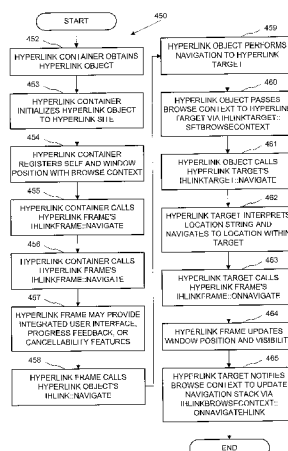 START
450
452
HYPERLINK CONTAINER OBTAINS
HYPERLINK OBJECT
453
HYPERLINK CONTAINER
INITIALIZES HYPERLINK OBJECT
TO HYPERLINK SITE
454
HYPERLINK CONTAINER
REGISTERS SELF AND WINDOW
POSITION WITH BROWSE CONTEXT
455
HYPERLINK CONTAINER CALLS
HYPERLINK FRAME'S
IHLINKFRAME::NAVIGATE
456
HYPERLINK CONTAINER CALLS
HYPERLINK FRAME'S
IHLINKFRAME::NAVIGATE
457
HYPERLINK FRAME MAY PROVIDE
INTEGRATED USER INTERFACE,
PROGRESS FEEDBACK, OR
CANCELLABILITY FEATURES
458
HYPERLINK FRAME CALLS
HYPERLINK OBJECT'S
IHLINK::NAVIGATE
459
HYPERLINK OBJECT PERFORMS
NAVIGATION TO HYPERLINK
TARGET
460
HYPERLINK OBJECT PASSES
BROWSE CONTEXT TO HYPERLINK
TARGET VIA IHLINKTARGET::
SETBROWSECONTEXT
461
HYPERLINK OBJECT CALLS
HYPERLINK TARGET'S
IHLINKTARGET::NAVIGATE
462
HYPERLINK TARGET INTERPRETS
LOCATION STRING AND
NAVIGATES TO LOCATION WITHIN
TARGET
463
HYPERLINK TARGET CALLS
HYPERLINK FRAME'S
IHLINKFRAME::ONNAVIGATE
464
HYPERLINK FRAME UPDATES
WINDOW POSITION AND VISIBILITY
465
HYPERLINK TARGET NOTIFIES
BROWSE CONTEXT TO UPDATE
NAVIGATION STACK VIA
IHLINKBROWSECONTEXT::
ONNAVIGATEHLINK
END